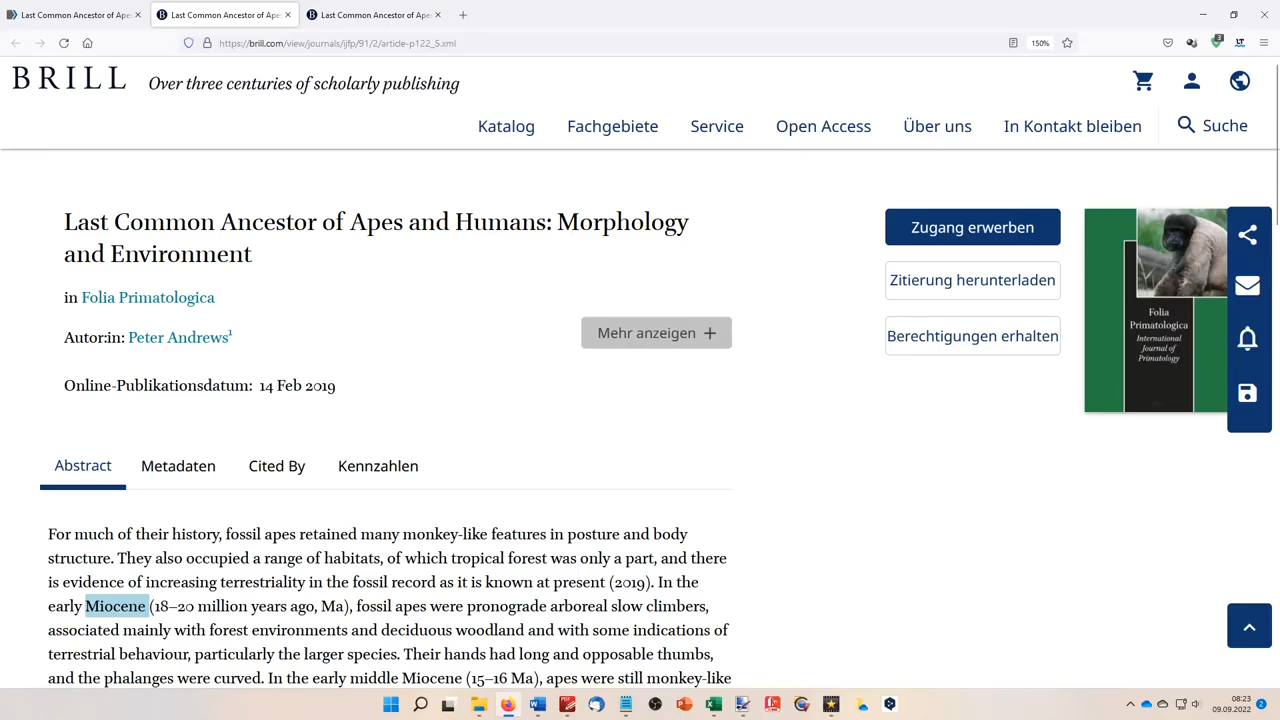 Last Common Ancestor of Ape
Last Common Ancestor of Ape
Last Common Ancestor of Ape
https://brill.com/view/journals/ijfp/91/2/article-p122_5.xml
150%
3
LT
BRILL
Over three centuries of scholarly publishing
Katalog
Fachgebiete
Service
Open Access
Über uns
In Kontakt bleiben
Suche
Last Common Ancestor of Apes and Humans: Morphology
and Environment
in Folia Primatologica
Autor:in: Peter Andrews1
Mehr anzeigen
Online-Publikationsdatum: 14 Feb 2019
Zugang erwerben
Zitierung herunterladen
Berechtigungen erhalten
Folia
Primatologica
International
Journal of
Primatology
Abstract
Metadaten
Cited By
Kennzahlen
For much of their history, fossil apes retained many monkey-like features in posture and body
structure. They also occupied a range of habitats, of which tropical forest was only a part, and there
is evidence of increasing terrestriality in the fossil record as it is known at present (2019). In the
early Miocene (18–20 million years ago, Ma), fossil apes were pronograde arboreal slow climbers,
associated mainly with forest environments and deciduous woodland and with some indications of
terrestrial behaviour, particularly the larger species. Their hands had long and opposable thumbs,
and the phalanges were curved. In the early middle Miocene (15–16 Ma), apes were still monkey-like
08:23
09.09.2022
2